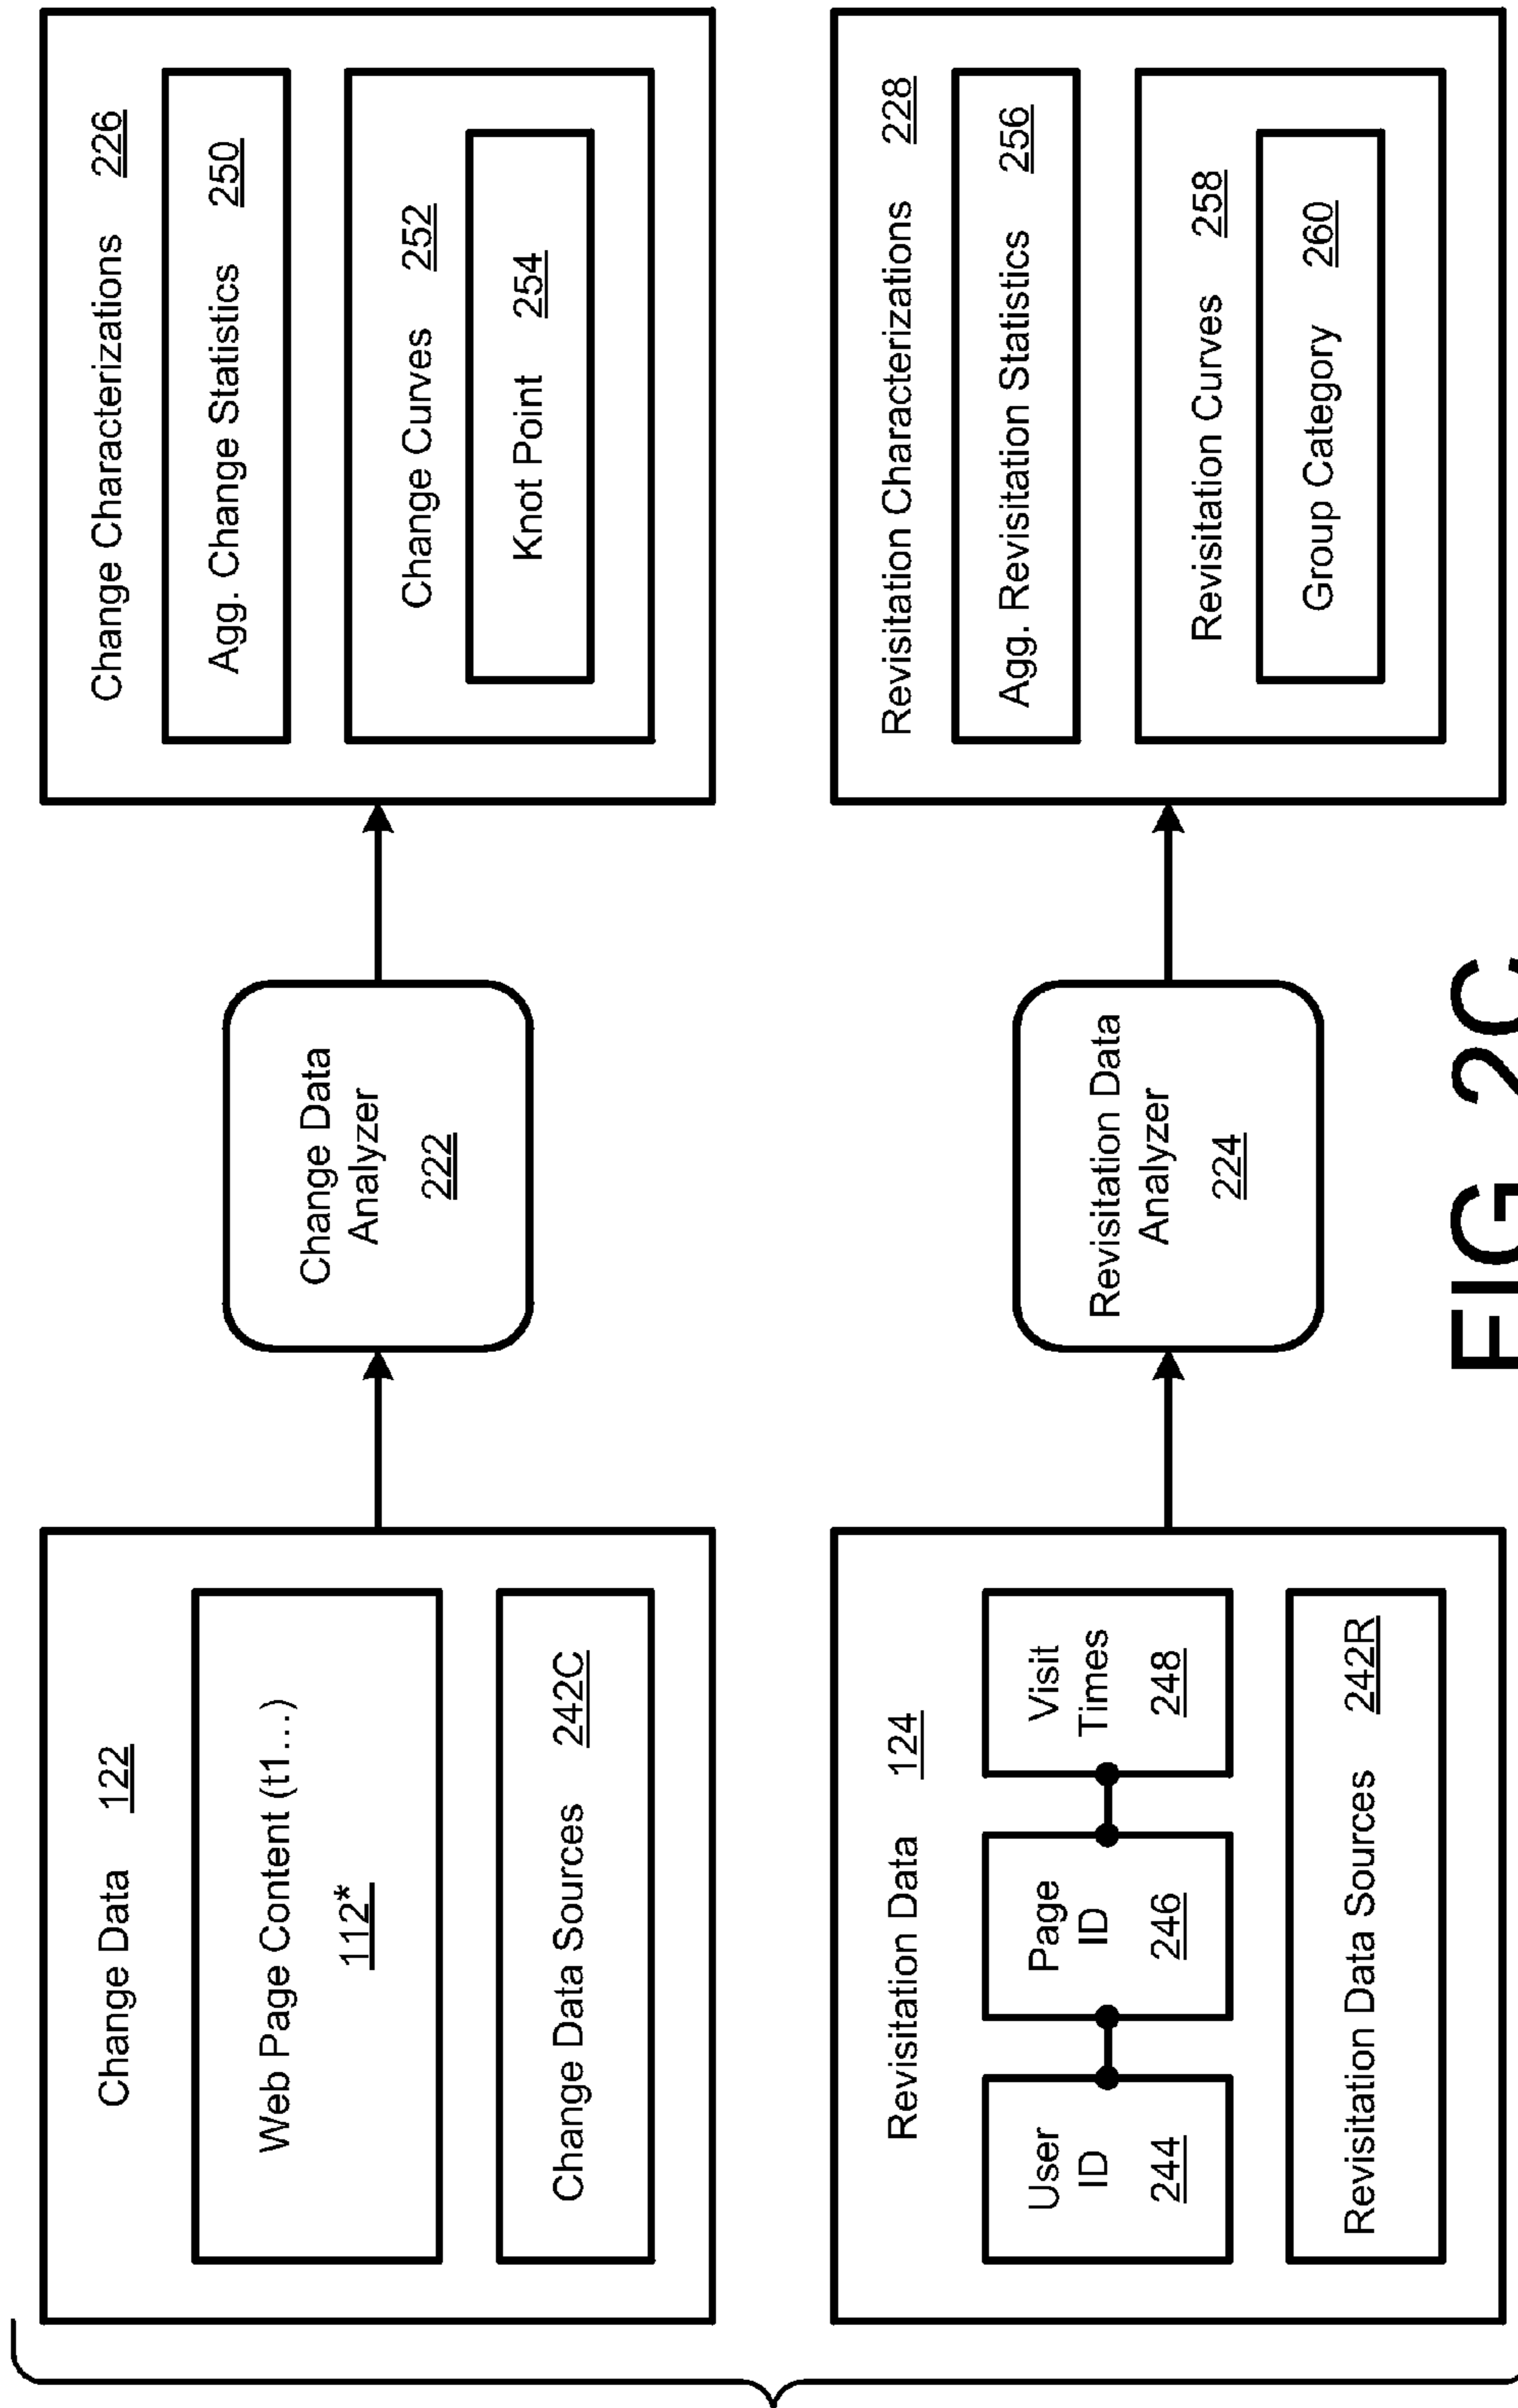 Change Data 122
Web Page Content (t1...)
112*
Change Data Sources 242C
Change Data
Analyzer
222
Change Characterizations 226
Agg. Change Statistics 250
Change Curves 252
Knot Point 254
Revisitation Data 124
User
ID
244
Page
ID
246
Visit
Times
248
Revisitation Data Sources 242R
Revisitation Data
Analyzer
224
Revisitation Characterizations 228
Agg. Revisitation Statistics 256
Revisitation Curves 258
Group Category 260
FIG. 2C